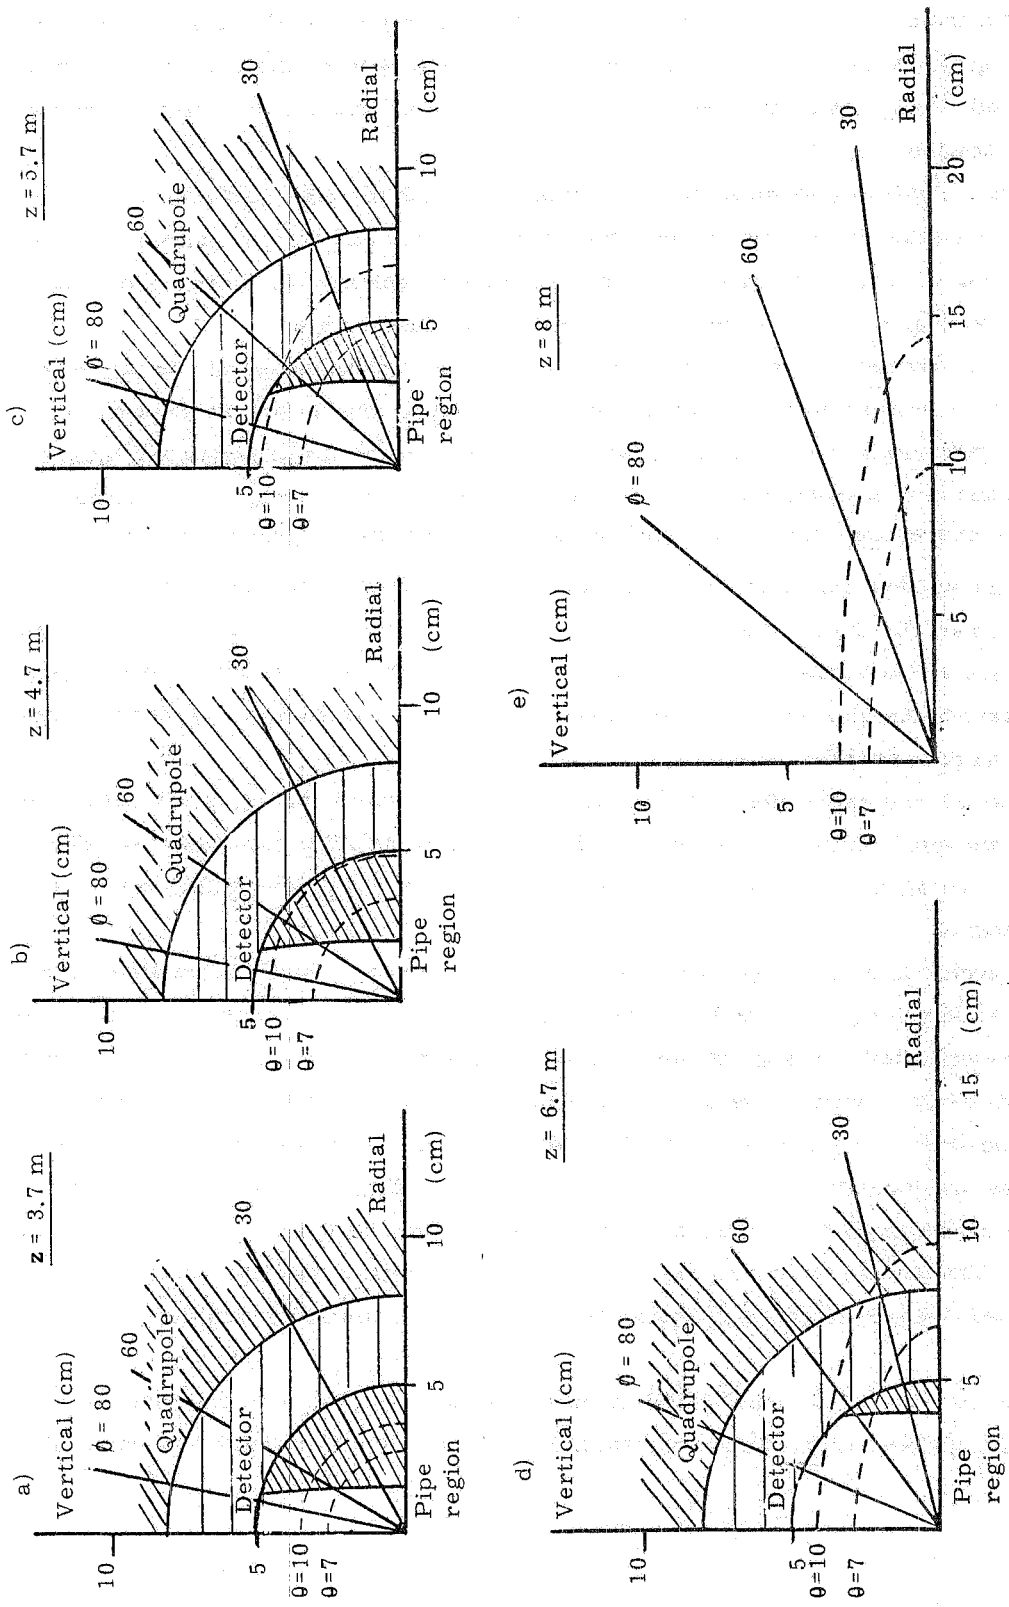 a)
z = 3.7 m
Vertical (cm)
ϕ = 80
60
Quadrupole
30
Detector
10
5
θ=10
θ=7
Pipe
region
5
10
Radial
(cm)
b)
z = 4.7 m
Vertical (cm)
ϕ = 80
60
Quadrupole
30
Detector
10
5
θ=10
θ=7
Pipe
region
5
10
Radial
(cm)
c)
z = 5.7 m
Vertical (cm)
ϕ = 80
60
Quadrupole
30
Detector
10
5
θ=10
θ=7
Pipe
region
5
10
Radial
(cm)
d)
z = 6.7 m
Vertical (cm)
ϕ = 80
60
Quadrupole
30
Detector
10
5
θ=10
θ=7
Pipe
region
5
10
15
Radial
(cm)
e)
z = 8 m
Vertical (cm)
ϕ = 80
60
30
10
5
θ=10
θ=7
5
10
15
20
Radial
(cm)